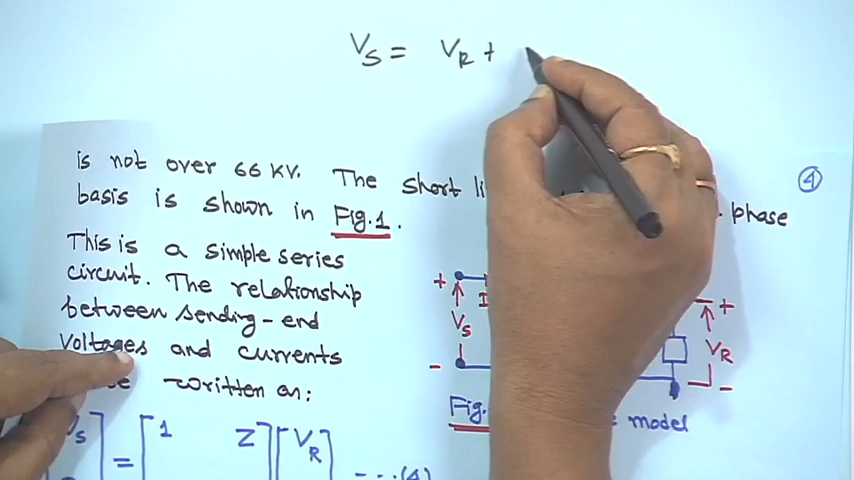 VS = VR +
④
is not over 66 KV. The short li
basis is shown in Fig.1. phase
This is a simple series
circuit. The relationship
between sending-end
voltages and currents
written as:
+ +
VS VR
- -
Fig. model
VS = 1 Z VR ---(4)